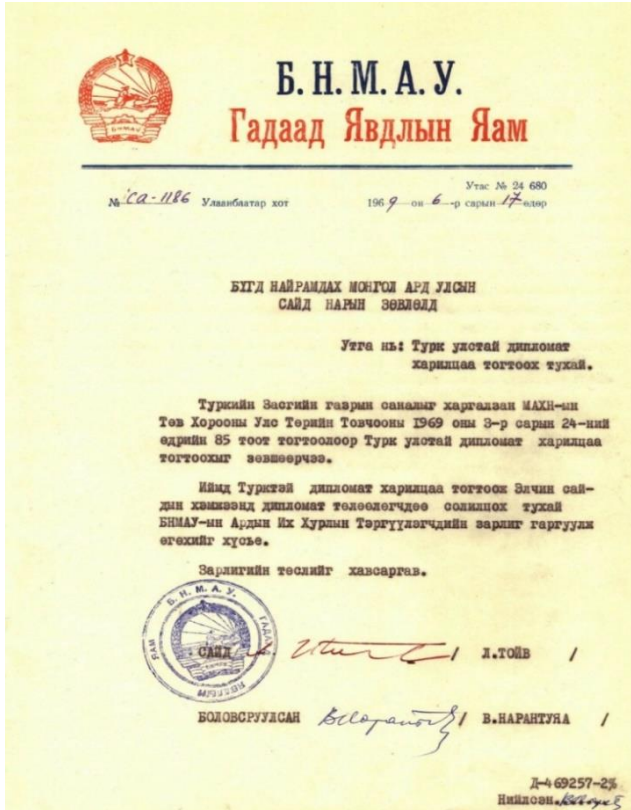 Б. Н. М. А. У.
Гадаад Явдлын Яам
Утас № 24 680
№ СА-1186 Улаанбаатар хот 1969 он 6-р сарын 17 өдөр
БҮГД НАЙРАМДАХ МОНГОЛ АРД УЛСЫН
САЙД НАРЫН ЗӨВЛӨЛД
Утга нь: Турк улстай дипломат
харилцаа тогтоох тухай.
Туркийн Засгийн газрын саналыг харгалзан МАХН-ын
Төв Хорооны Улс Төрийн Товчооны 1969 оны 3-р сарын 24-ний
өдрийн 85 тоот тогтоолоор Турк улстай дипломат харилцаа
тогтоохыг зөвшөөрчээ.
Иймд Турктэй дипломат харилцаа тогтоож Элчин сай-
дын хэмжээнд дипломат төлөөлөгчдөө солилцох тухай
БНМАУ-ын Ардын Их Хурлын Тэргүүлэгчдийн зарлиг гаргуулж
өгөхийг хүсье.
Зарлигийн төслийг хавсаргав.
Б. Н. М. А. У. ГАДААД ЯВДЛЫН ЯАМ
САЙД / Л.ТОЙВ /
БОЛОВСРУУЛСАН / В.НАРАНТУЯА /
Д-469257-2%
Нийлсэн